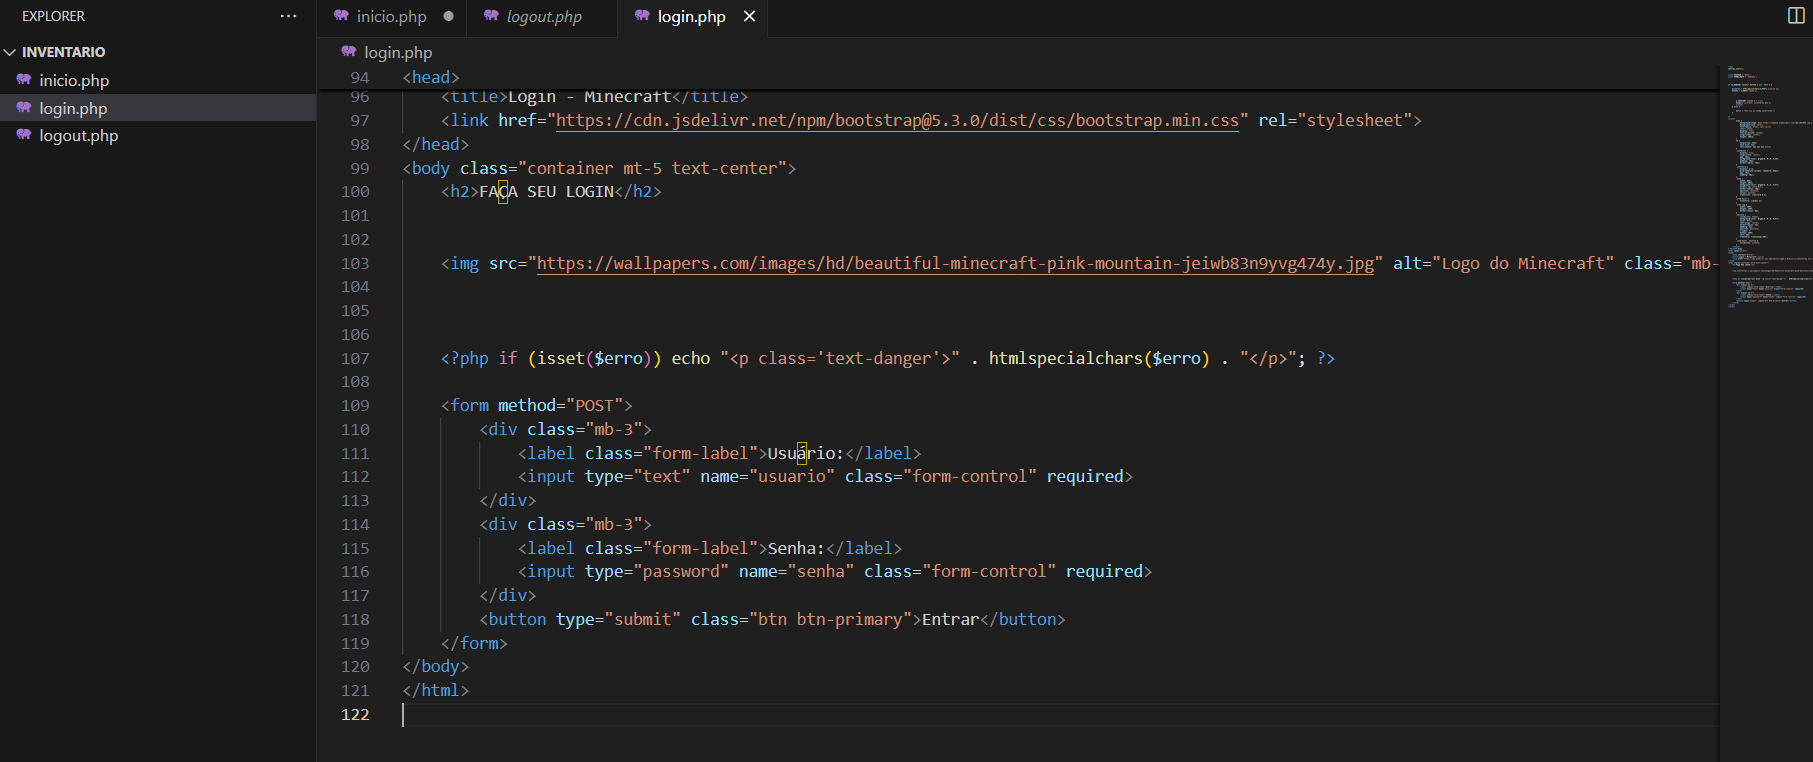 EXPLORER ···
INVENTARIO
inicio.php
login.php
logout.php
inicio.php
logout.php
login.php
login.php
94 <head>
96 <title>Login - Minecraft</title>
97 <link href="https://cdn.jsdelivr.net/npm/bootstrap@5.3.0/dist/css/bootstrap.min.css" rel="stylesheet">
98 </head>
99 <body class="container mt-5 text-center">
100 <h2>FAÇA SEU LOGIN</h2>
101
102
103 <img src="https://wallpapers.com/images/hd/beautiful-minecraft-pink-mountain-jeiwb83n9yvg474y.jpg" alt="Logo do Minecraft" class="mb-
104
105
106
107 <?php if (isset($erro)) echo "<p class='text-danger'>" . htmlspecialchars($erro) . "</p>"; ?>
108
109 <form method="POST">
110 <div class="mb-3">
111 <label class="form-label">Usuário:</label>
112 <input type="text" name="usuario" class="form-control" required>
113 </div>
114 <div class="mb-3">
115 <label class="form-label">Senha:</label>
116 <input type="password" name="senha" class="form-control" required>
117 </div>
118 <button type="submit" class="btn btn-primary">Entrar</button>
119 </form>
120 </body>
121 </html>
122